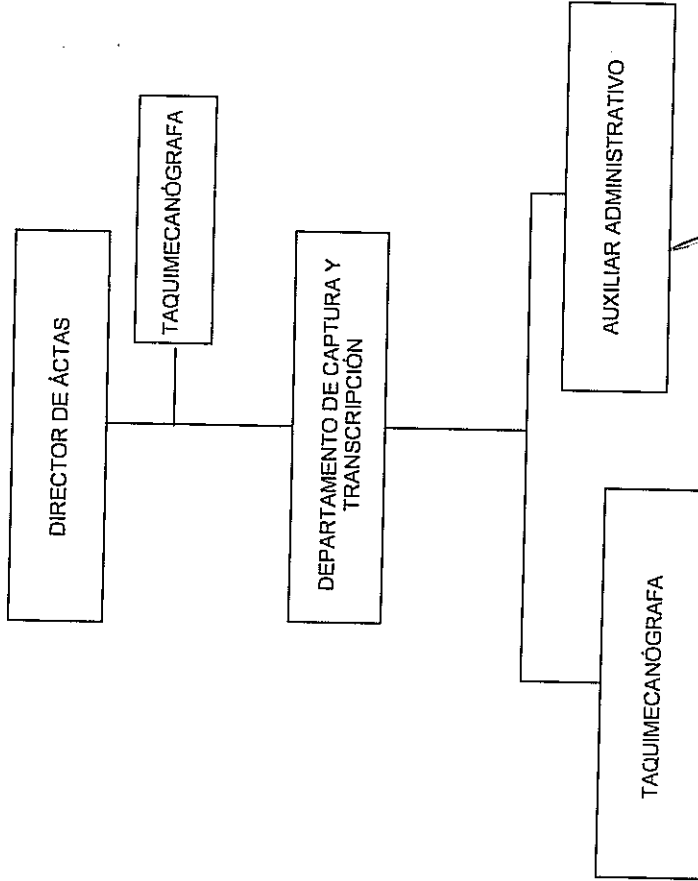 DIRECTOR DE ÁCTAS
TAQUIMECANÓGRAFA
DEPARTAMENTO DE CAPTURA Y
TRANSCRIPCIÓN
TAQUIMECANÓGRAFA
AUXILIAR ADMINISTRATIVO